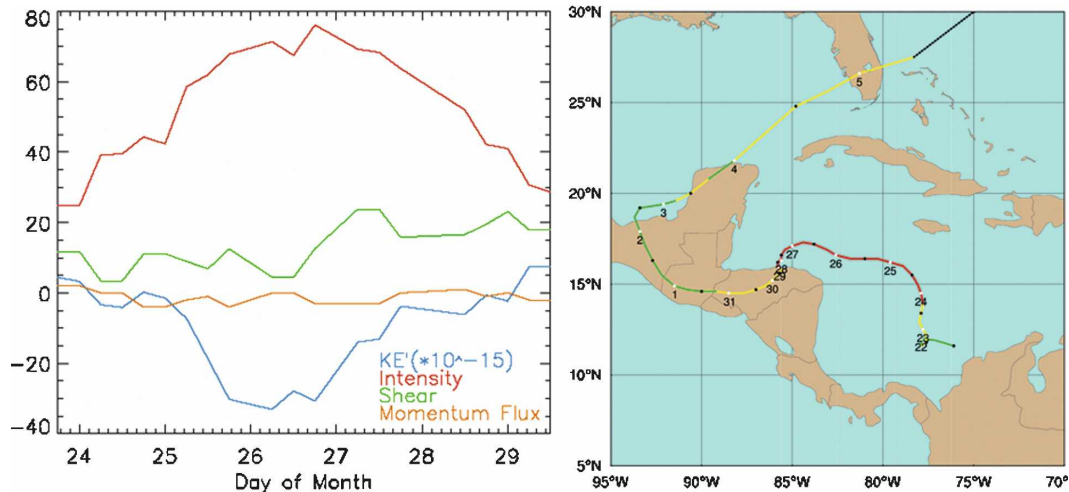 80
60
40
20
0
−20
−40
24 25 26 27 28 29
Day of Month
KE'(*10^−15)
Intensity
Shear
Momentum Flux
30°N
25°N
20°N
15°N
10°N
5°N
95°W 90°W 85°W 80°W 75°W 70°
5
4
3
2
1
31
30
29
28
27
26
25
24
23
22